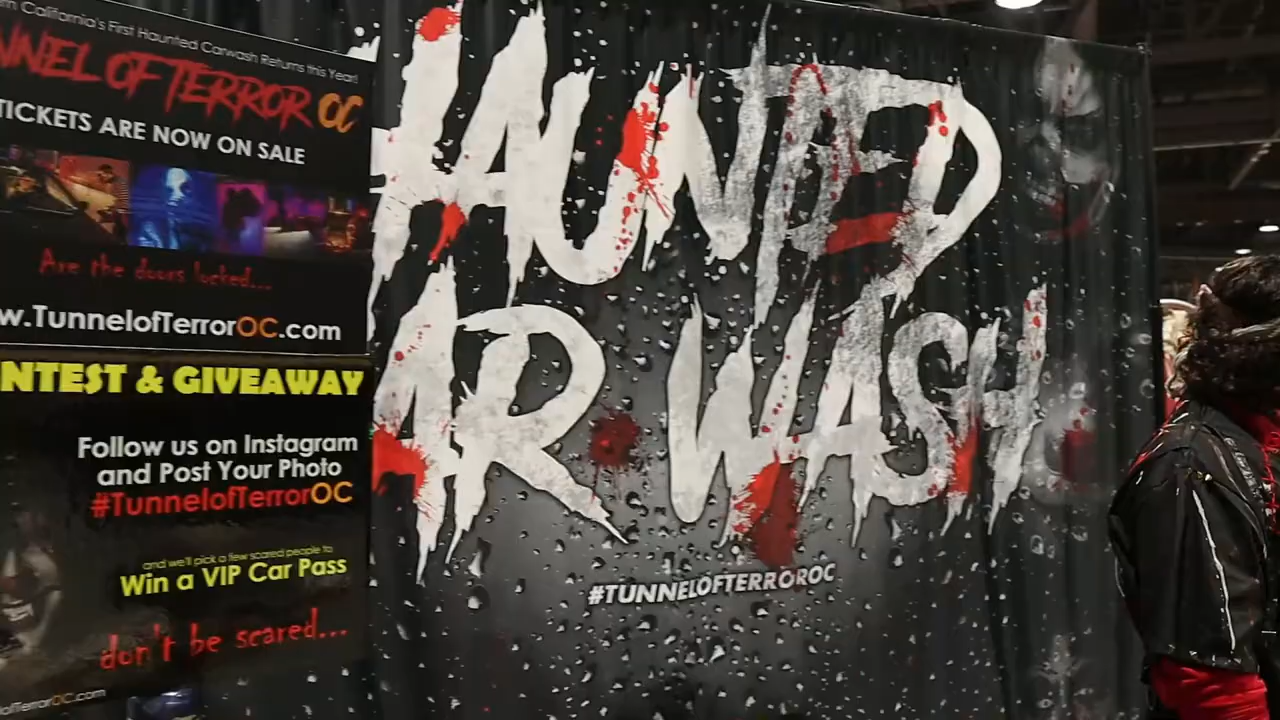 California's First Haunted Carwash Returns this Year!
NNEL OF TERROR OC
TICKETS ARE NOW ON SALE
Are the doors locked...
w.TunnelofTerrorOC.com
NTEST & GIVEAWAY
Follow us on Instagram
and Post Your Photo
#TunnelofTerrorOC
and we'll pick a few scared people to
Win a VIP Car Pass
don't be scared...
ofTerrorOC.com
HAUNTED
AR WASH
#TUNNELOFTERROROC